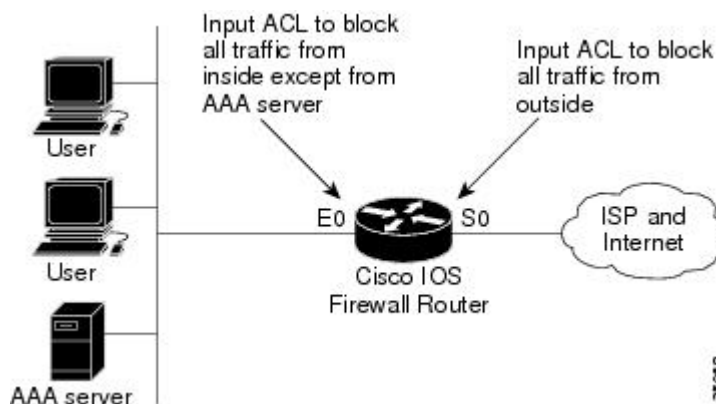 Input ACL to block
all traffic from
inside except from
AAA server
Input ACL to block
all traffic from
outside
User
User
AAA server
E0
S0
Cisco IOS
Firewall Router
ISP and
Internet